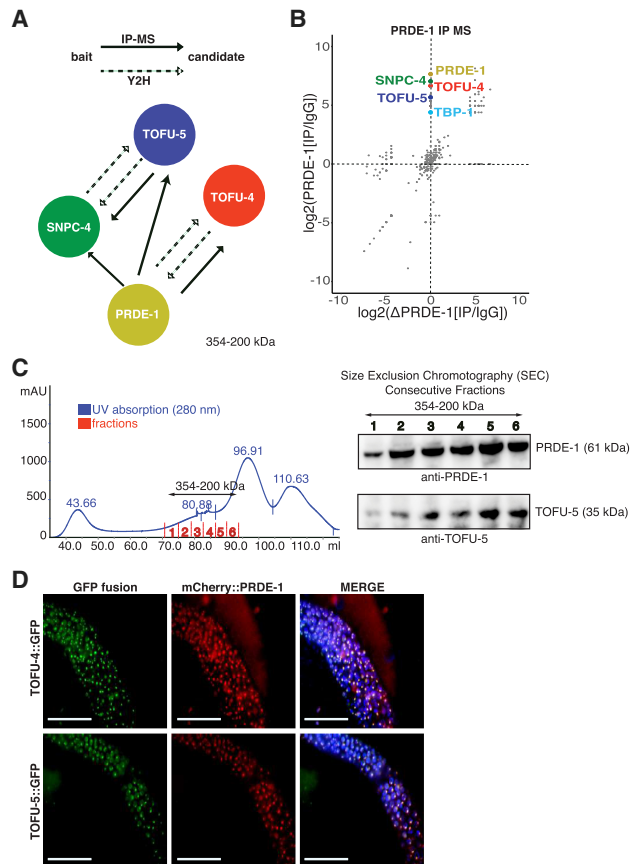 A
IP-MS
bait
candidate
Y2H
TOFU-5
TOFU-4
SNPC-4
PRDE-1
354-200 kDa
B
PRDE-1 IP MS
10
PRDE-1
SNPC-4
TOFU-4
TOFU-5
5
TBP-1
0
-5
-10
log2(PRDE-1[IP/IgG])
-10
-5
0
5
10
log2(ΔPRDE-1[IP/IgG])
C
mAU
1500
1000
500
0
UV absorption (280 nm)
fractions
96.91
354-200 kDa
110.63
43.66
80.88
1 2 3 4 5 6
40.0 60.0 70.0 80.0 90.0 100.0 ml
Size Exclusion Chromotography (SEC)
Consecutive Fractions
354-200 kDa
1 2 3 4 5 6
PRDE-1 (61 kDa)
anti-PRDE-1
TOFU-5 (35 kDa)
anti-TOFU-5
D
GFP fusion
mCherry::PRDE-1
MERGE
TOFU-4::GFP
TOFU-5::GFP